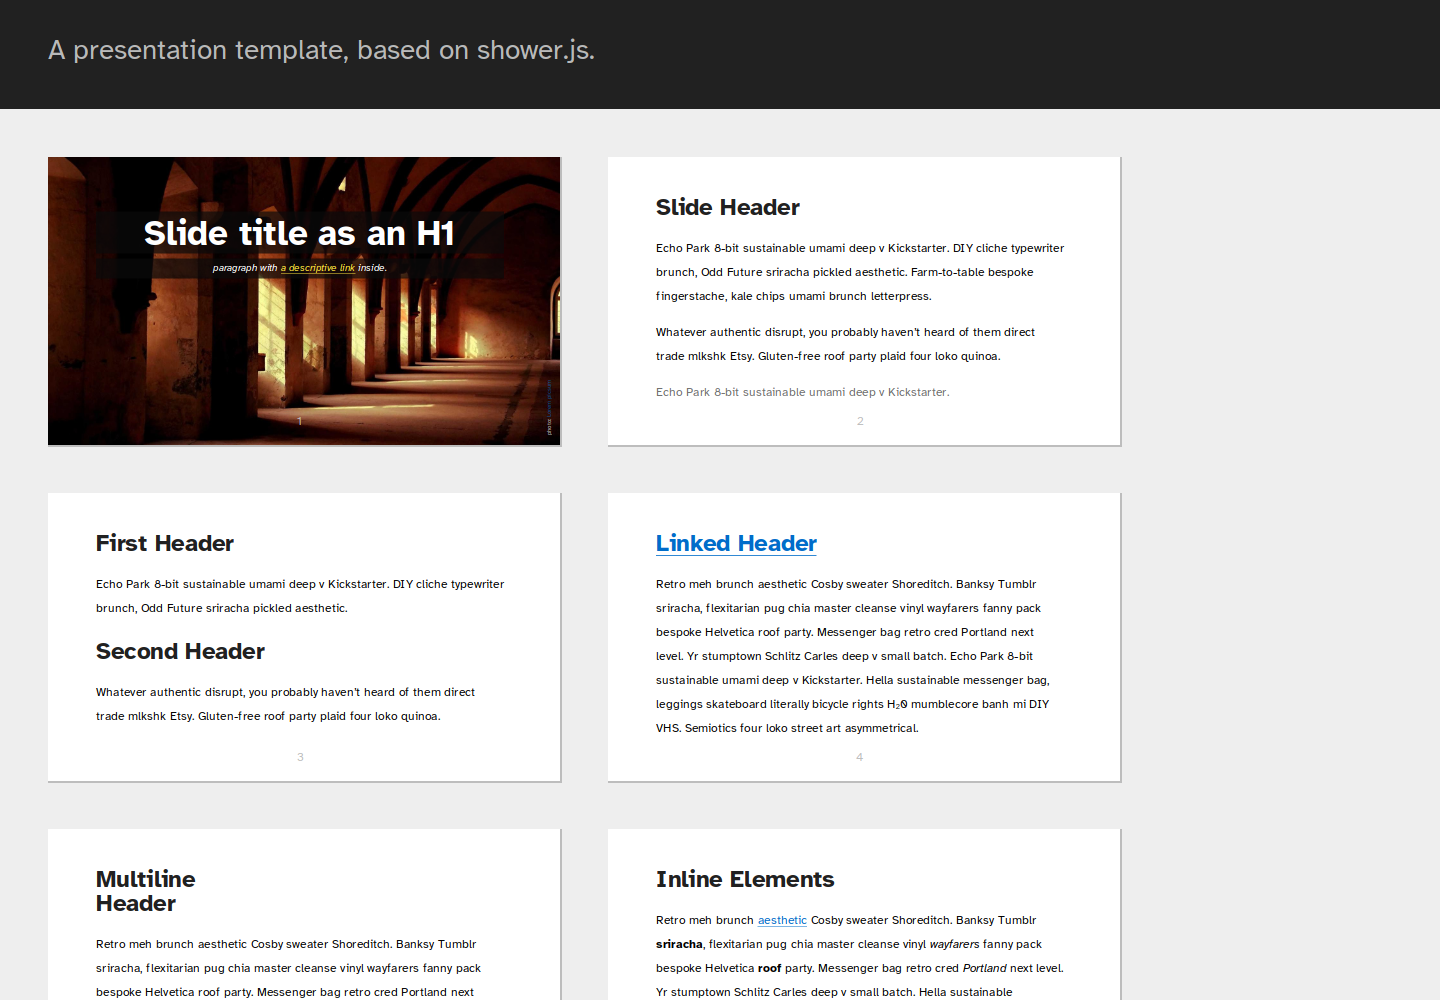 A presentation template, based on shower.js.
Slide title as an H1
paragraph with a descriptive link inside.
photo:
1
Slide Header
Echo Park 8-bit sustainable umami deep v Kickstarter. DIY cliche typewriter
brunch, Odd Future sriracha pickled aesthetic. Farm-to-table bespoke
fingerstache, kale chips umami brunch letterpress.
Whatever authentic disrupt, you probably haven't heard of them direct
trade mlkshk Etsy. Gluten-free roof party plaid four loko quinoa.
Echo Park 8-bit sustainable umami deep v Kickstarter.
2
First Header
Echo Park 8-bit sustainable umami deep v Kickstarter. DIY cliche typewriter
brunch, Odd Future sriracha pickled aesthetic.
Second Header
Whatever authentic disrupt, you probably haven't heard of them direct
trade mlkshk Etsy. Gluten-free roof party plaid four loko quinoa.
3
Linked Header
Retro meh brunch aesthetic Cosby sweater Shoreditch. Banksy Tumblr
sriracha, flexitarian pug chia master cleanse vinyl wayfarers fanny pack
bespoke Helvetica roof party. Messenger bag retro cred Portland next
level. Yr stumptown Schlitz Carles deep v small batch. Echo Park 8-bit
sustainable umami deep v Kickstarter. Hella sustainable messenger bag,
leggings skateboard literally bicycle rights H₂0 mumblecore banh mi DIY
VHS. Semiotics four loko street art asymmetrical.
4
Multiline
Header
Retro meh brunch aesthetic Cosby sweater Shoreditch. Banksy Tumblr
sriracha, flexitarian pug chia master cleanse vinyl wayfarers fanny pack
bespoke Helvetica roof party. Messenger bag retro cred Portland next
Inline Elements
Retro meh brunch aesthetic Cosby sweater Shoreditch. Banksy Tumblr
sriracha, flexitarian pug chia master cleanse vinyl wayfarers fanny pack
bespoke Helvetica roof party. Messenger bag retro cred Portland next level.
Yr stumptown Schlitz Carles deep v small batch. Hella sustainable